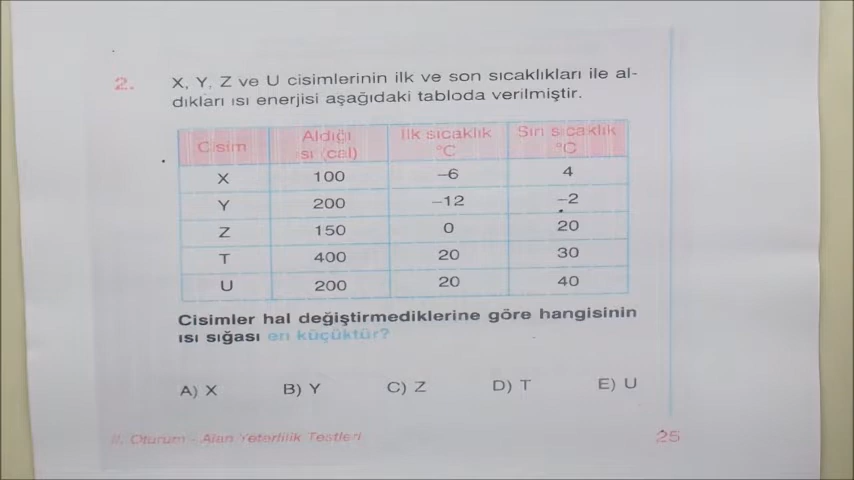 2. X, Y, Z ve U cisimlerinin ilk ve son sıcaklıkları ile al-
dıkları ısı enerjisi aşağıdaki tabloda verilmiştir.
Cisim Aldığı ısı (cal) İlk sıcaklık °C Sın sıcaklık °C
X 100 –6 4
Y 200 –12 –2
Z 150 0 20
T 400 20 30
U 200 20 40
Cisimler hal değiştirmediklerine göre hangisinin
ısı sığası en küçüktür?
A) X B) Y C) Z D) T E) U
II. Oturum - Alan Yeterlilik Testleri 25